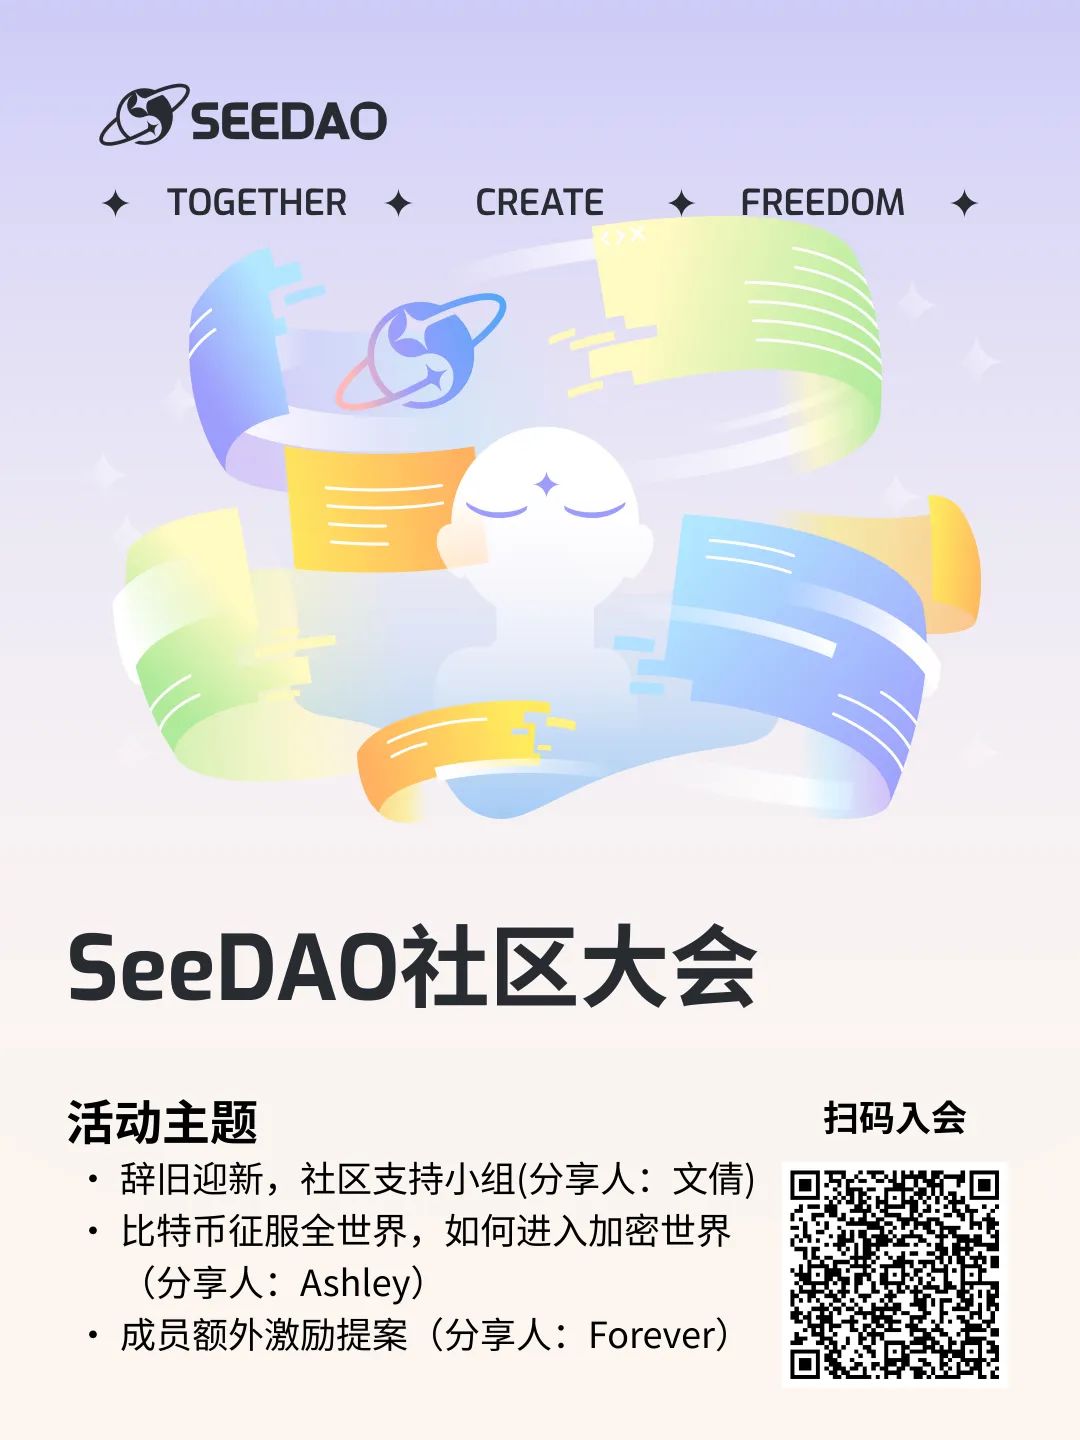 SEEDAO
TOGETHER CREATE FREEDOM
SeeDAO社区大会
活动主题
• 辞旧迎新，社区支持小组(分享人：文倩)
• 比特币征服全世界，如何进入加密世界
（分享人：Ashley）
• 成员额外激励提案（分享人：Forever）
扫码入会